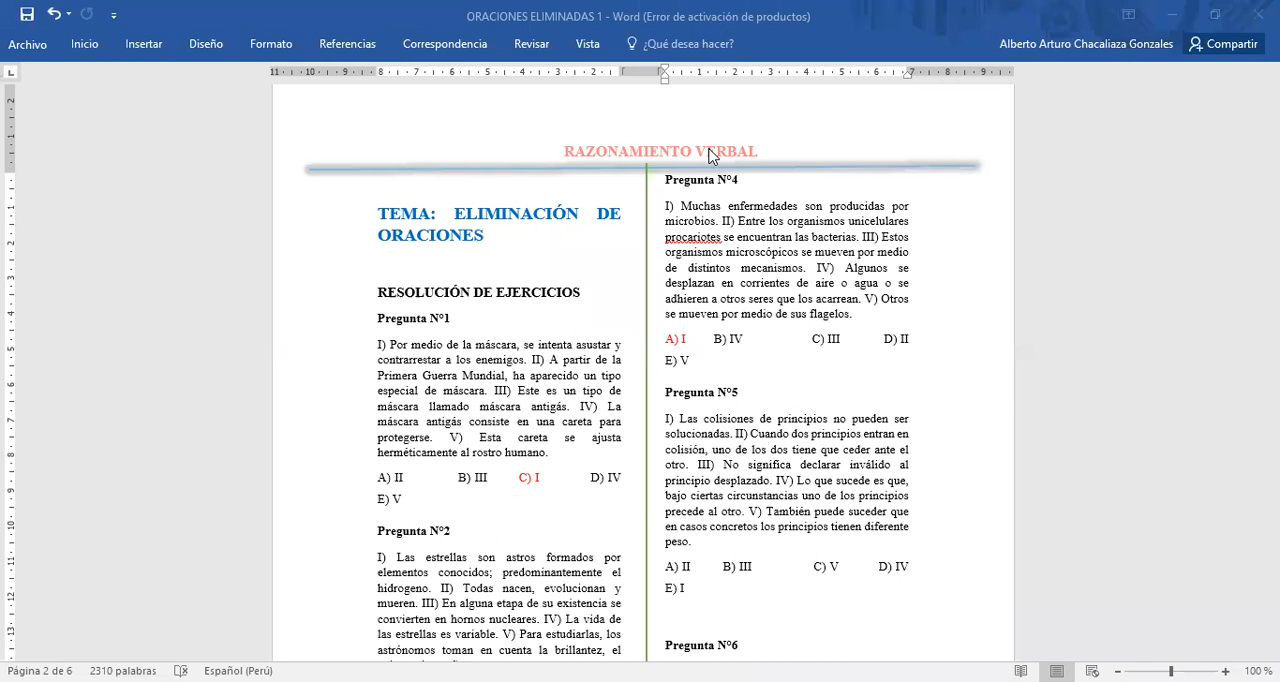 ORACIONES ELIMINADAS 1 - Word (Error de activación de productos)
Archivo Inicio Insertar Diseño Formato Referencias Correspondencia Revisar Vista ¿Qué desea hacer? Alberto Arturo Chacaliaza Gonzales Compartir
RAZONAMIENTO VERBAL
TEMA: ELIMINACIÓN DE
ORACIONES
RESOLUCIÓN DE EJERCICIOS
Pregunta N°1
I) Por medio de la máscara, se intenta asustar y
contrarrestar a los enemigos. II) A partir de la
Primera Guerra Mundial, ha aparecido un tipo
especial de máscara. III) Este es un tipo de
máscara llamado máscara antigás. IV) La
máscara antigás consiste en una careta para
protegerse. V) Esta careta se ajusta
herméticamente al rostro humano.
A) II B) III C) I D) IV
E) V
Pregunta N°2
I) Las estrellas son astros formados por
elementos conocidos; predominantemente el
hidrogeno. II) Todas nacen, evolucionan y
mueren. III) En alguna etapa de su existencia se
convierten en hornos nucleares. IV) La vida de
las estrellas es variable. V) Para estudiarlas, los
astrónomos toman en cuenta la brillantez, el
Pregunta N°4
I) Muchas enfermedades son producidas por
microbios. II) Entre los organismos unicelulares
procariotes se encuentran las bacterias. III) Estos
organismos microscópicos se mueven por medio
de distintos mecanismos. IV) Algunos se
desplazan en corrientes de aire o agua o se
adhieren a otros seres que los acarrean. V) Otros
se mueven por medio de sus flagelos.
A) I B) IV C) III D) II
E) V
Pregunta N°5
I) Las colisiones de principios no pueden ser
solucionadas. II) Cuando dos principios entran en
colisión, uno de los dos tiene que ceder ante el
otro. III) No significa declarar inválido al
principio desplazado. IV) Lo que sucede es que,
bajo ciertas circunstancias uno de los principios
precede al otro. V) También puede suceder que
en casos concretos los principios tienen diferente
peso.
A) II B) III C) V D) IV
E) I
Pregunta N°6
Página 2 de 6 2310 palabras Español (Perú) 100 %